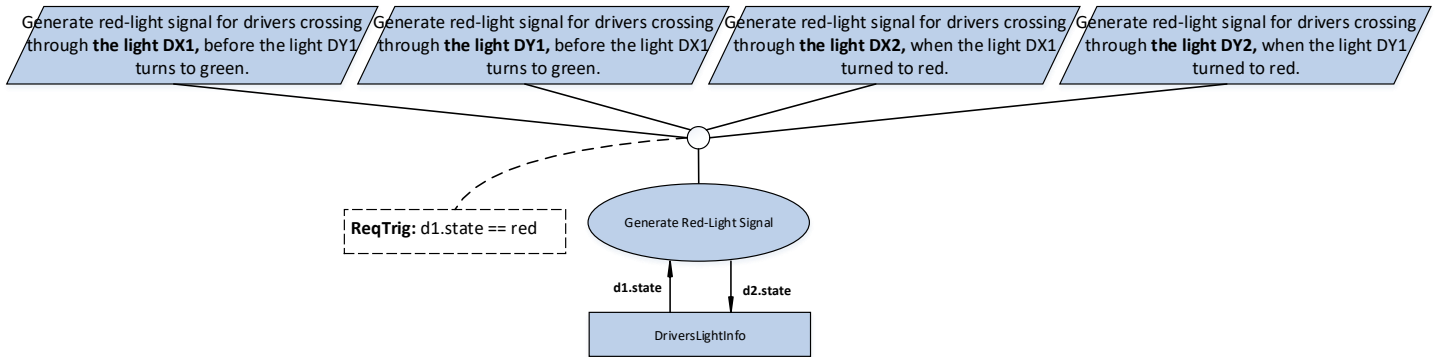 Generate red-light signal for drivers crossing
through the light DX1, before the light DY1
turns to green.
Generate red-light signal for drivers crossing
through the light DY1, before the light DX1
turns to green.
Generate red-light signal for drivers crossing
through the light DX2, when the light DX1
turned to red.
Generate red-light signal for drivers crossing
through the light DY2, when the light DY1
turned to red.
ReqTrig: d1.state == red
Generate Red-Light Signal
d1.state
d2.state
DriversLightInfo